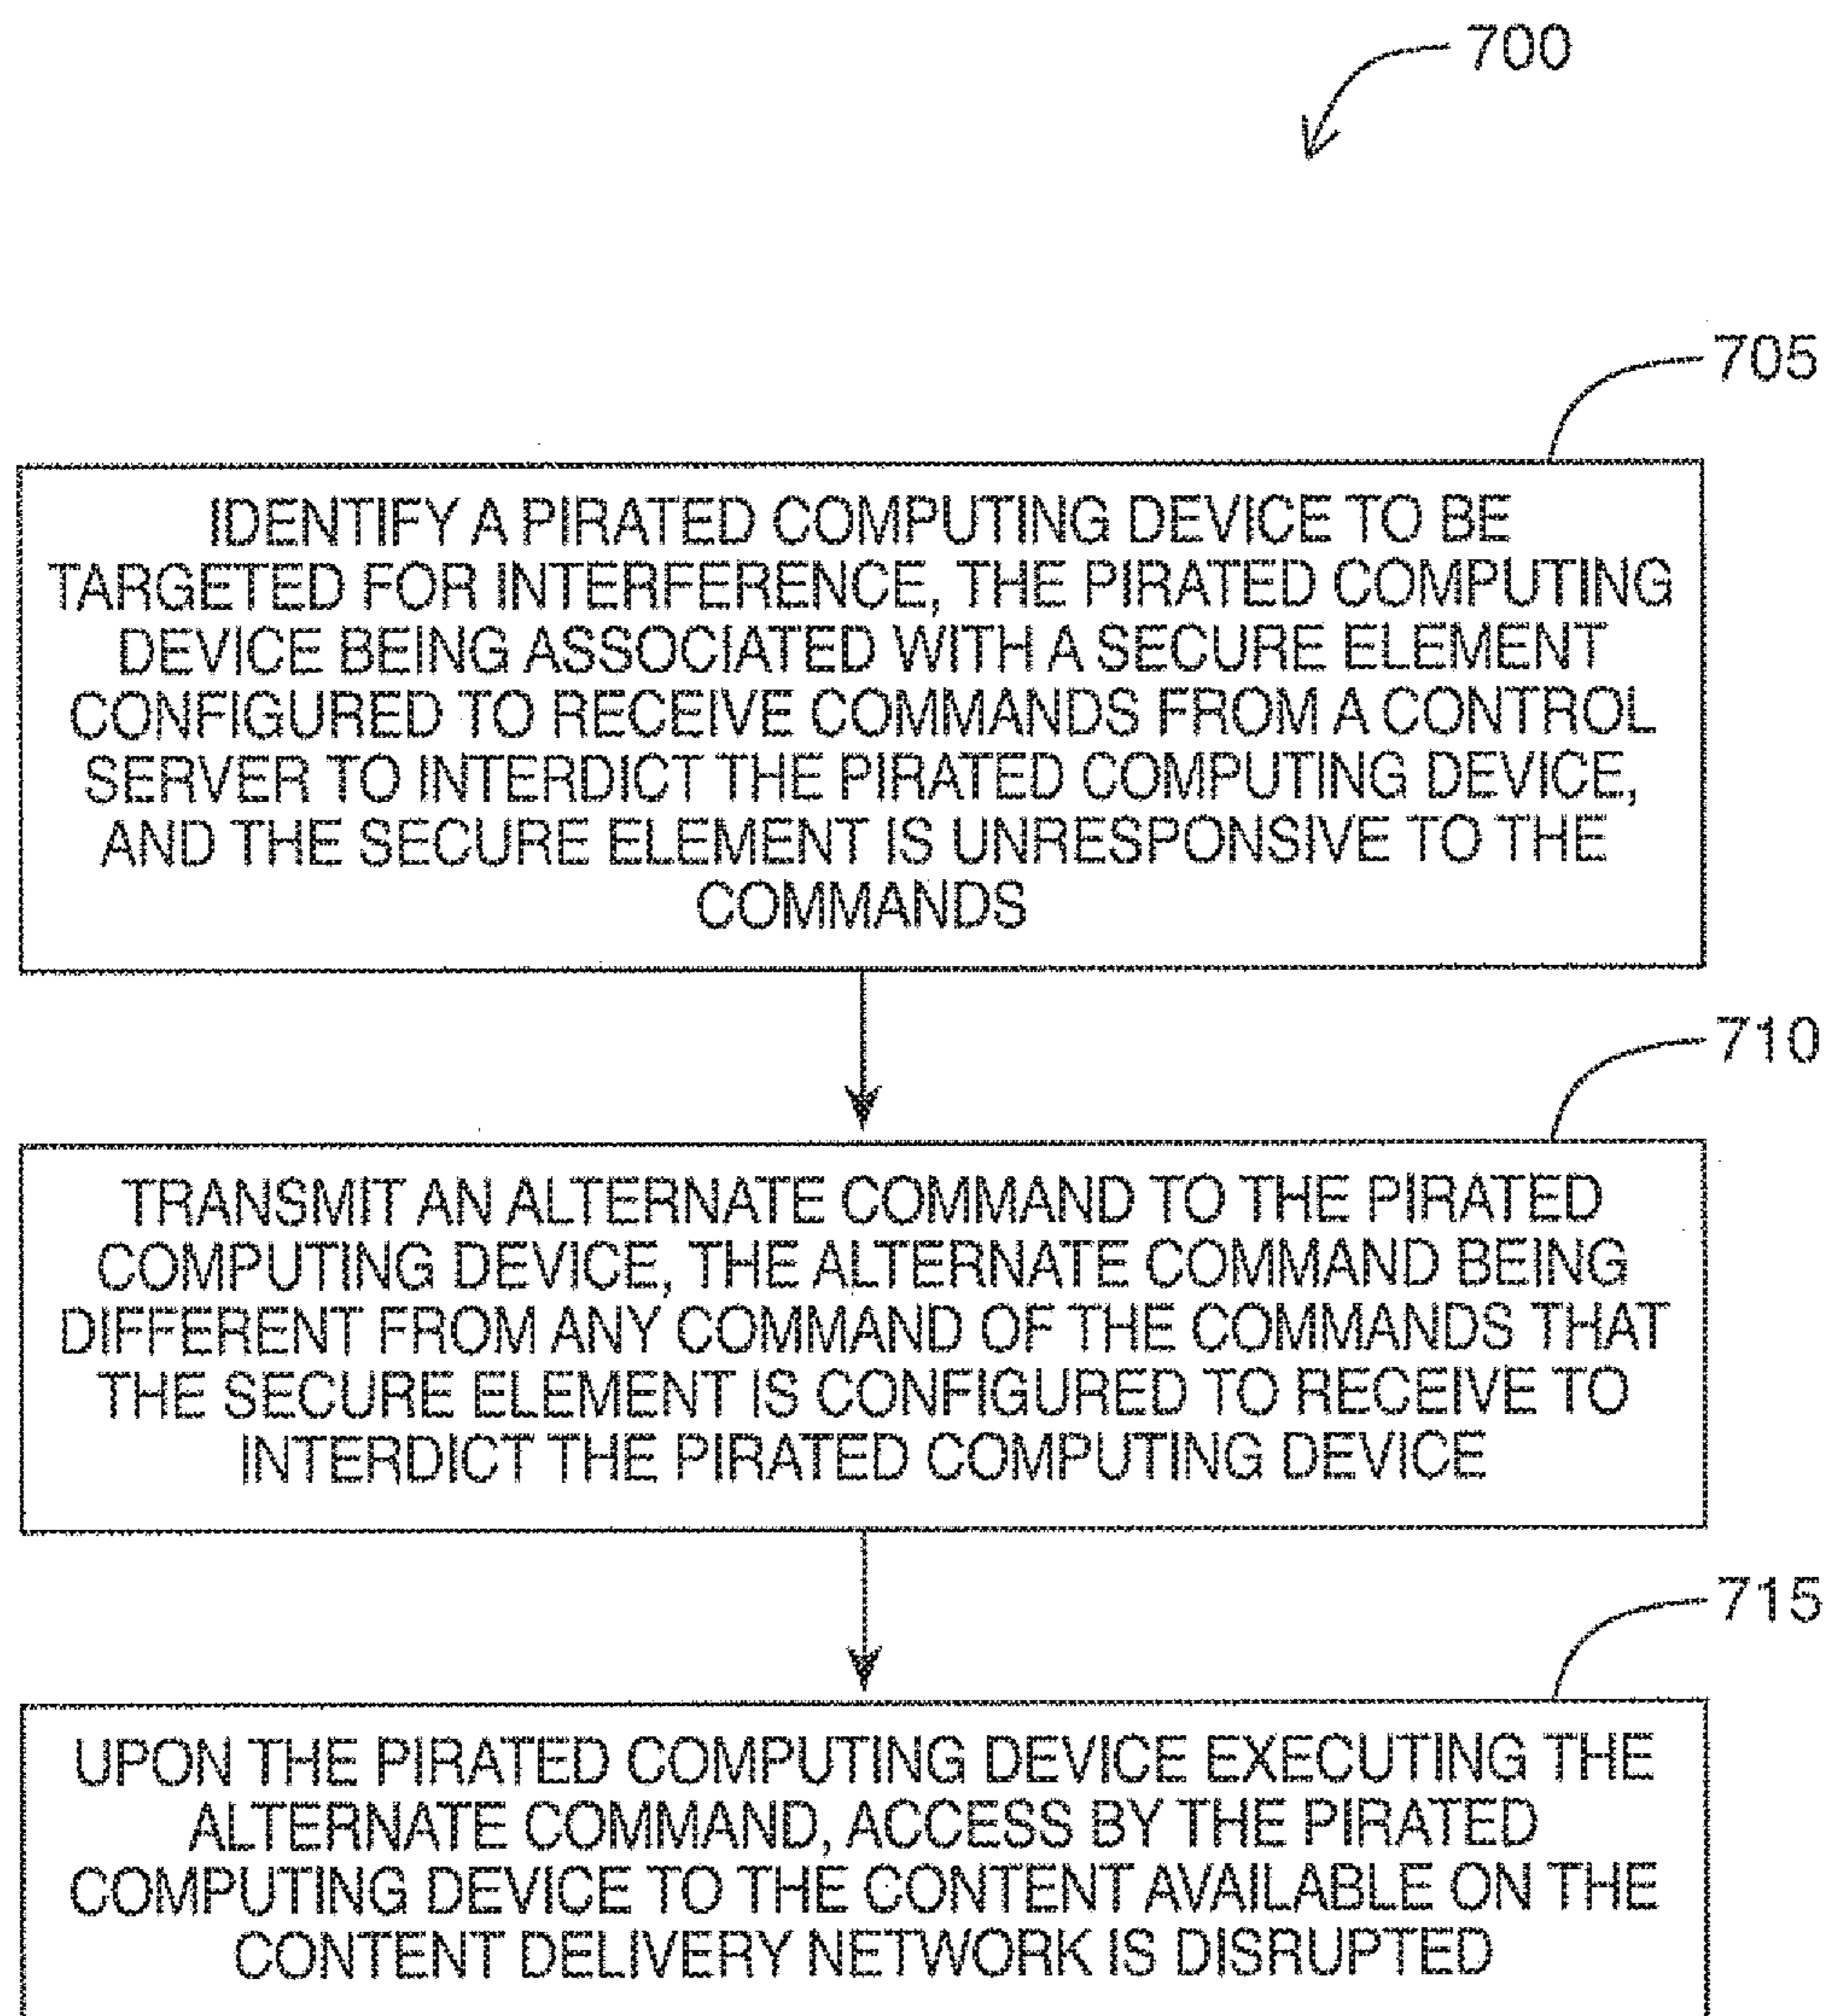 700
705
IDENTIFY A PIRATED COMPUTING DEVICE TO BE
TARGETED FOR INTERFERENCE, THE PIRATED COMPUTING
DEVICE BEING ASSOCIATED WITH A SECURE ELEMENT
CONFIGURED TO RECEIVE COMMANDS FROM A CONTROL
SERVER TO INTERDICT THE PIRATED COMPUTING DEVICE,
AND THE SECURE ELEMENT IS UNRESPONSIVE TO THE
COMMANDS
710
TRANSMIT AN ALTERNATE COMMAND TO THE PIRATED
COMPUTING DEVICE, THE ALTERNATE COMMAND BEING
DIFFERENT FROM ANY COMMAND OF THE COMMANDS THAT
THE SECURE ELEMENT IS CONFIGURED TO RECEIVE TO
INTERDICT THE PIRATED COMPUTING DEVICE
715
UPON THE PIRATED COMPUTING DEVICE EXECUTING THE
ALTERNATE COMMAND, ACCESS BY THE PIRATED
COMPUTING DEVICE TO THE CONTENT AVAILABLE ON THE
CONTENT DELIVERY NETWORK IS DISRUPTED